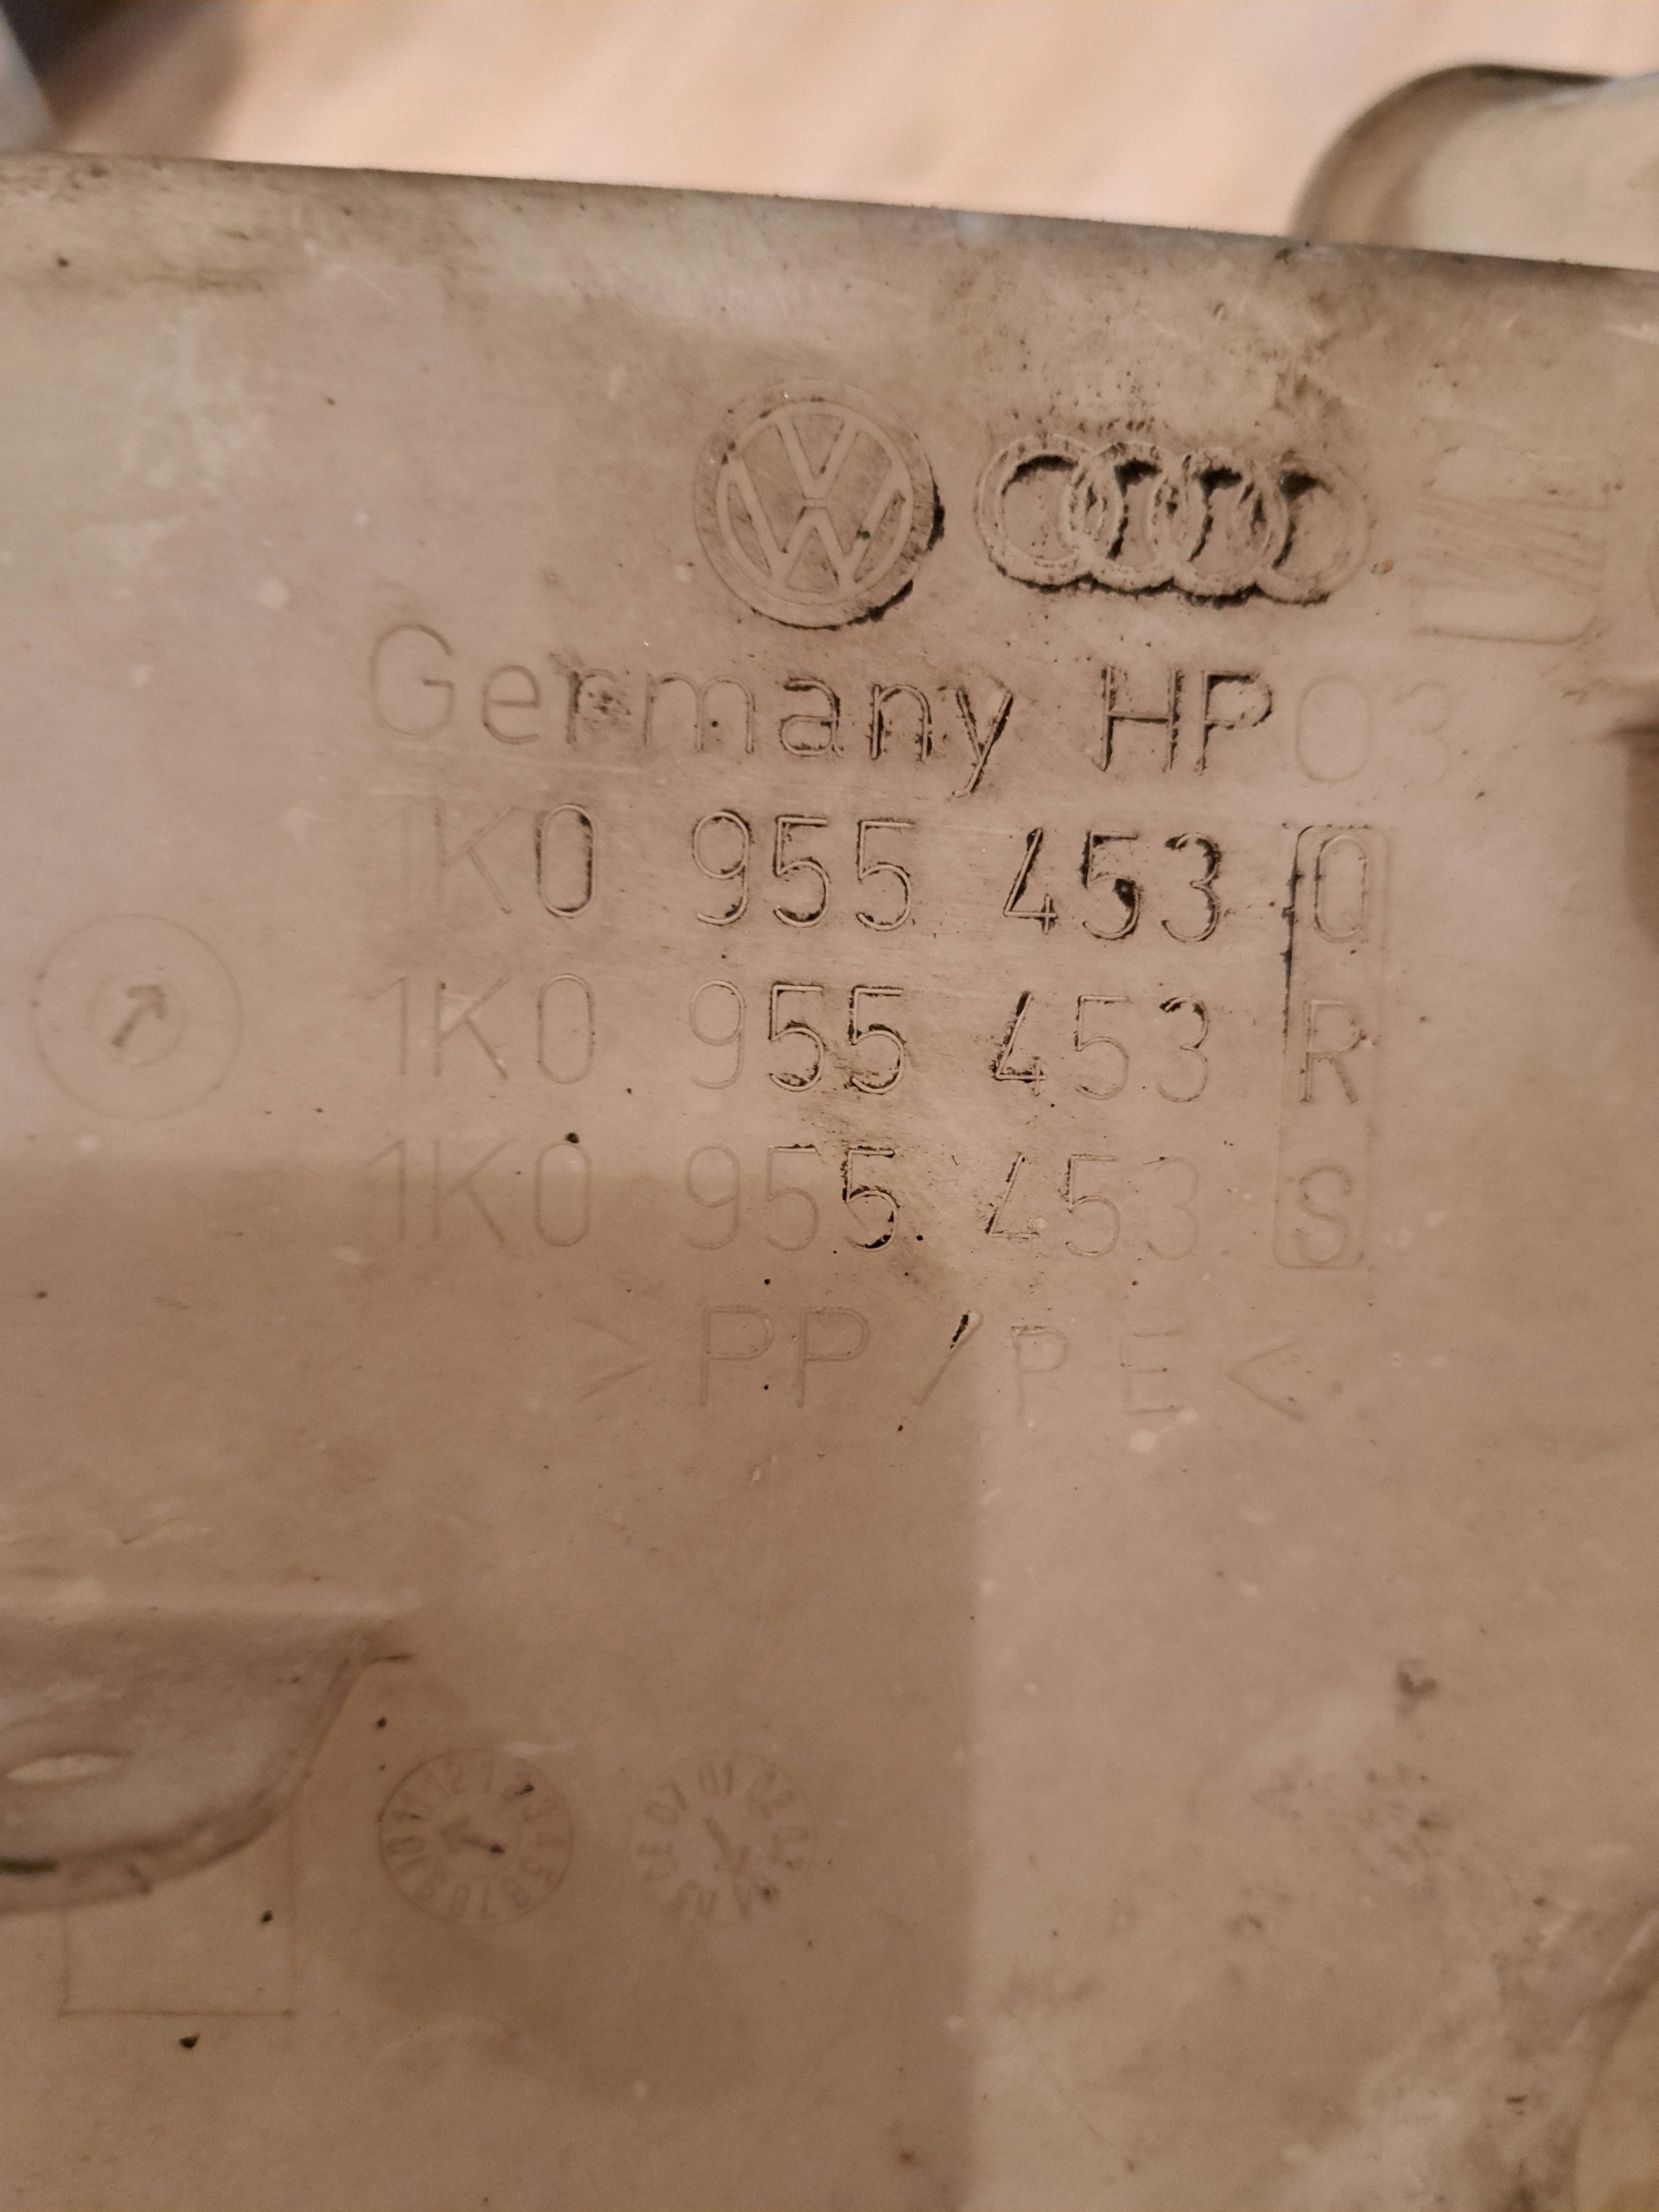 Germany HP03
1K0 955 453 Q
1K0 955 453 R
1K0 955 453 S
>PP/PE<